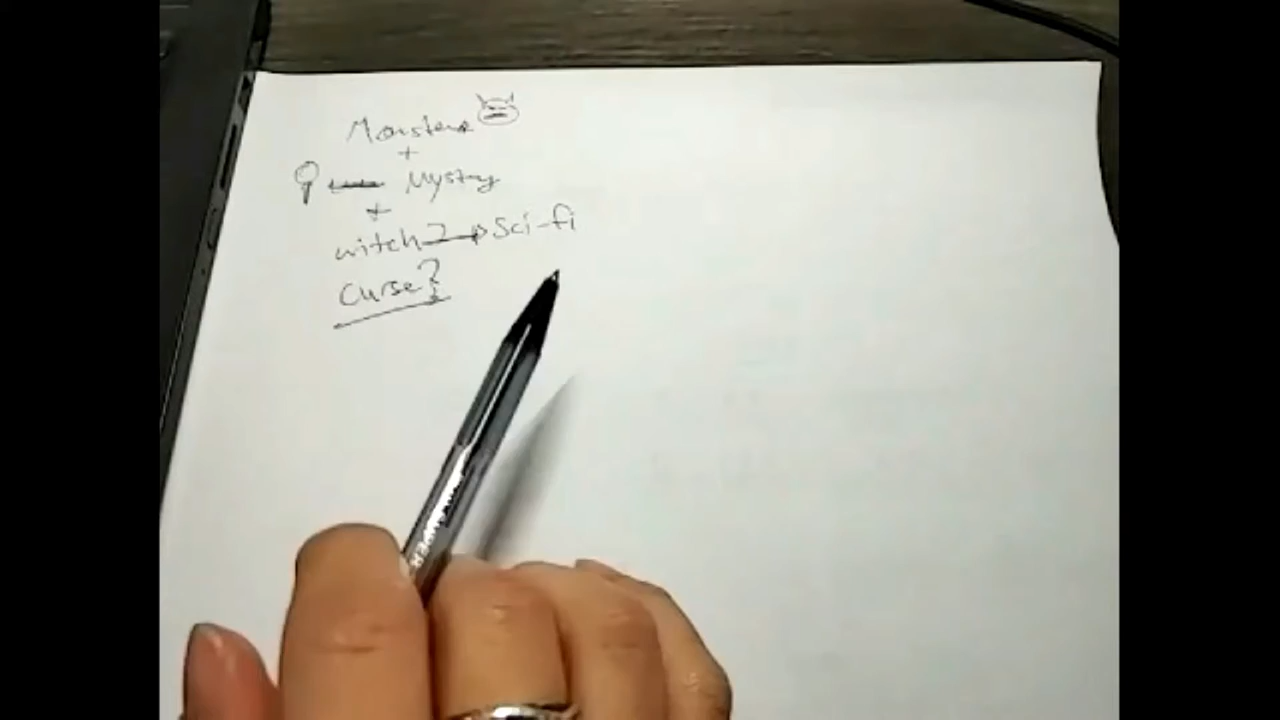 Monsters
+
Mystery
+
witch? → Sci-fi
Curse?